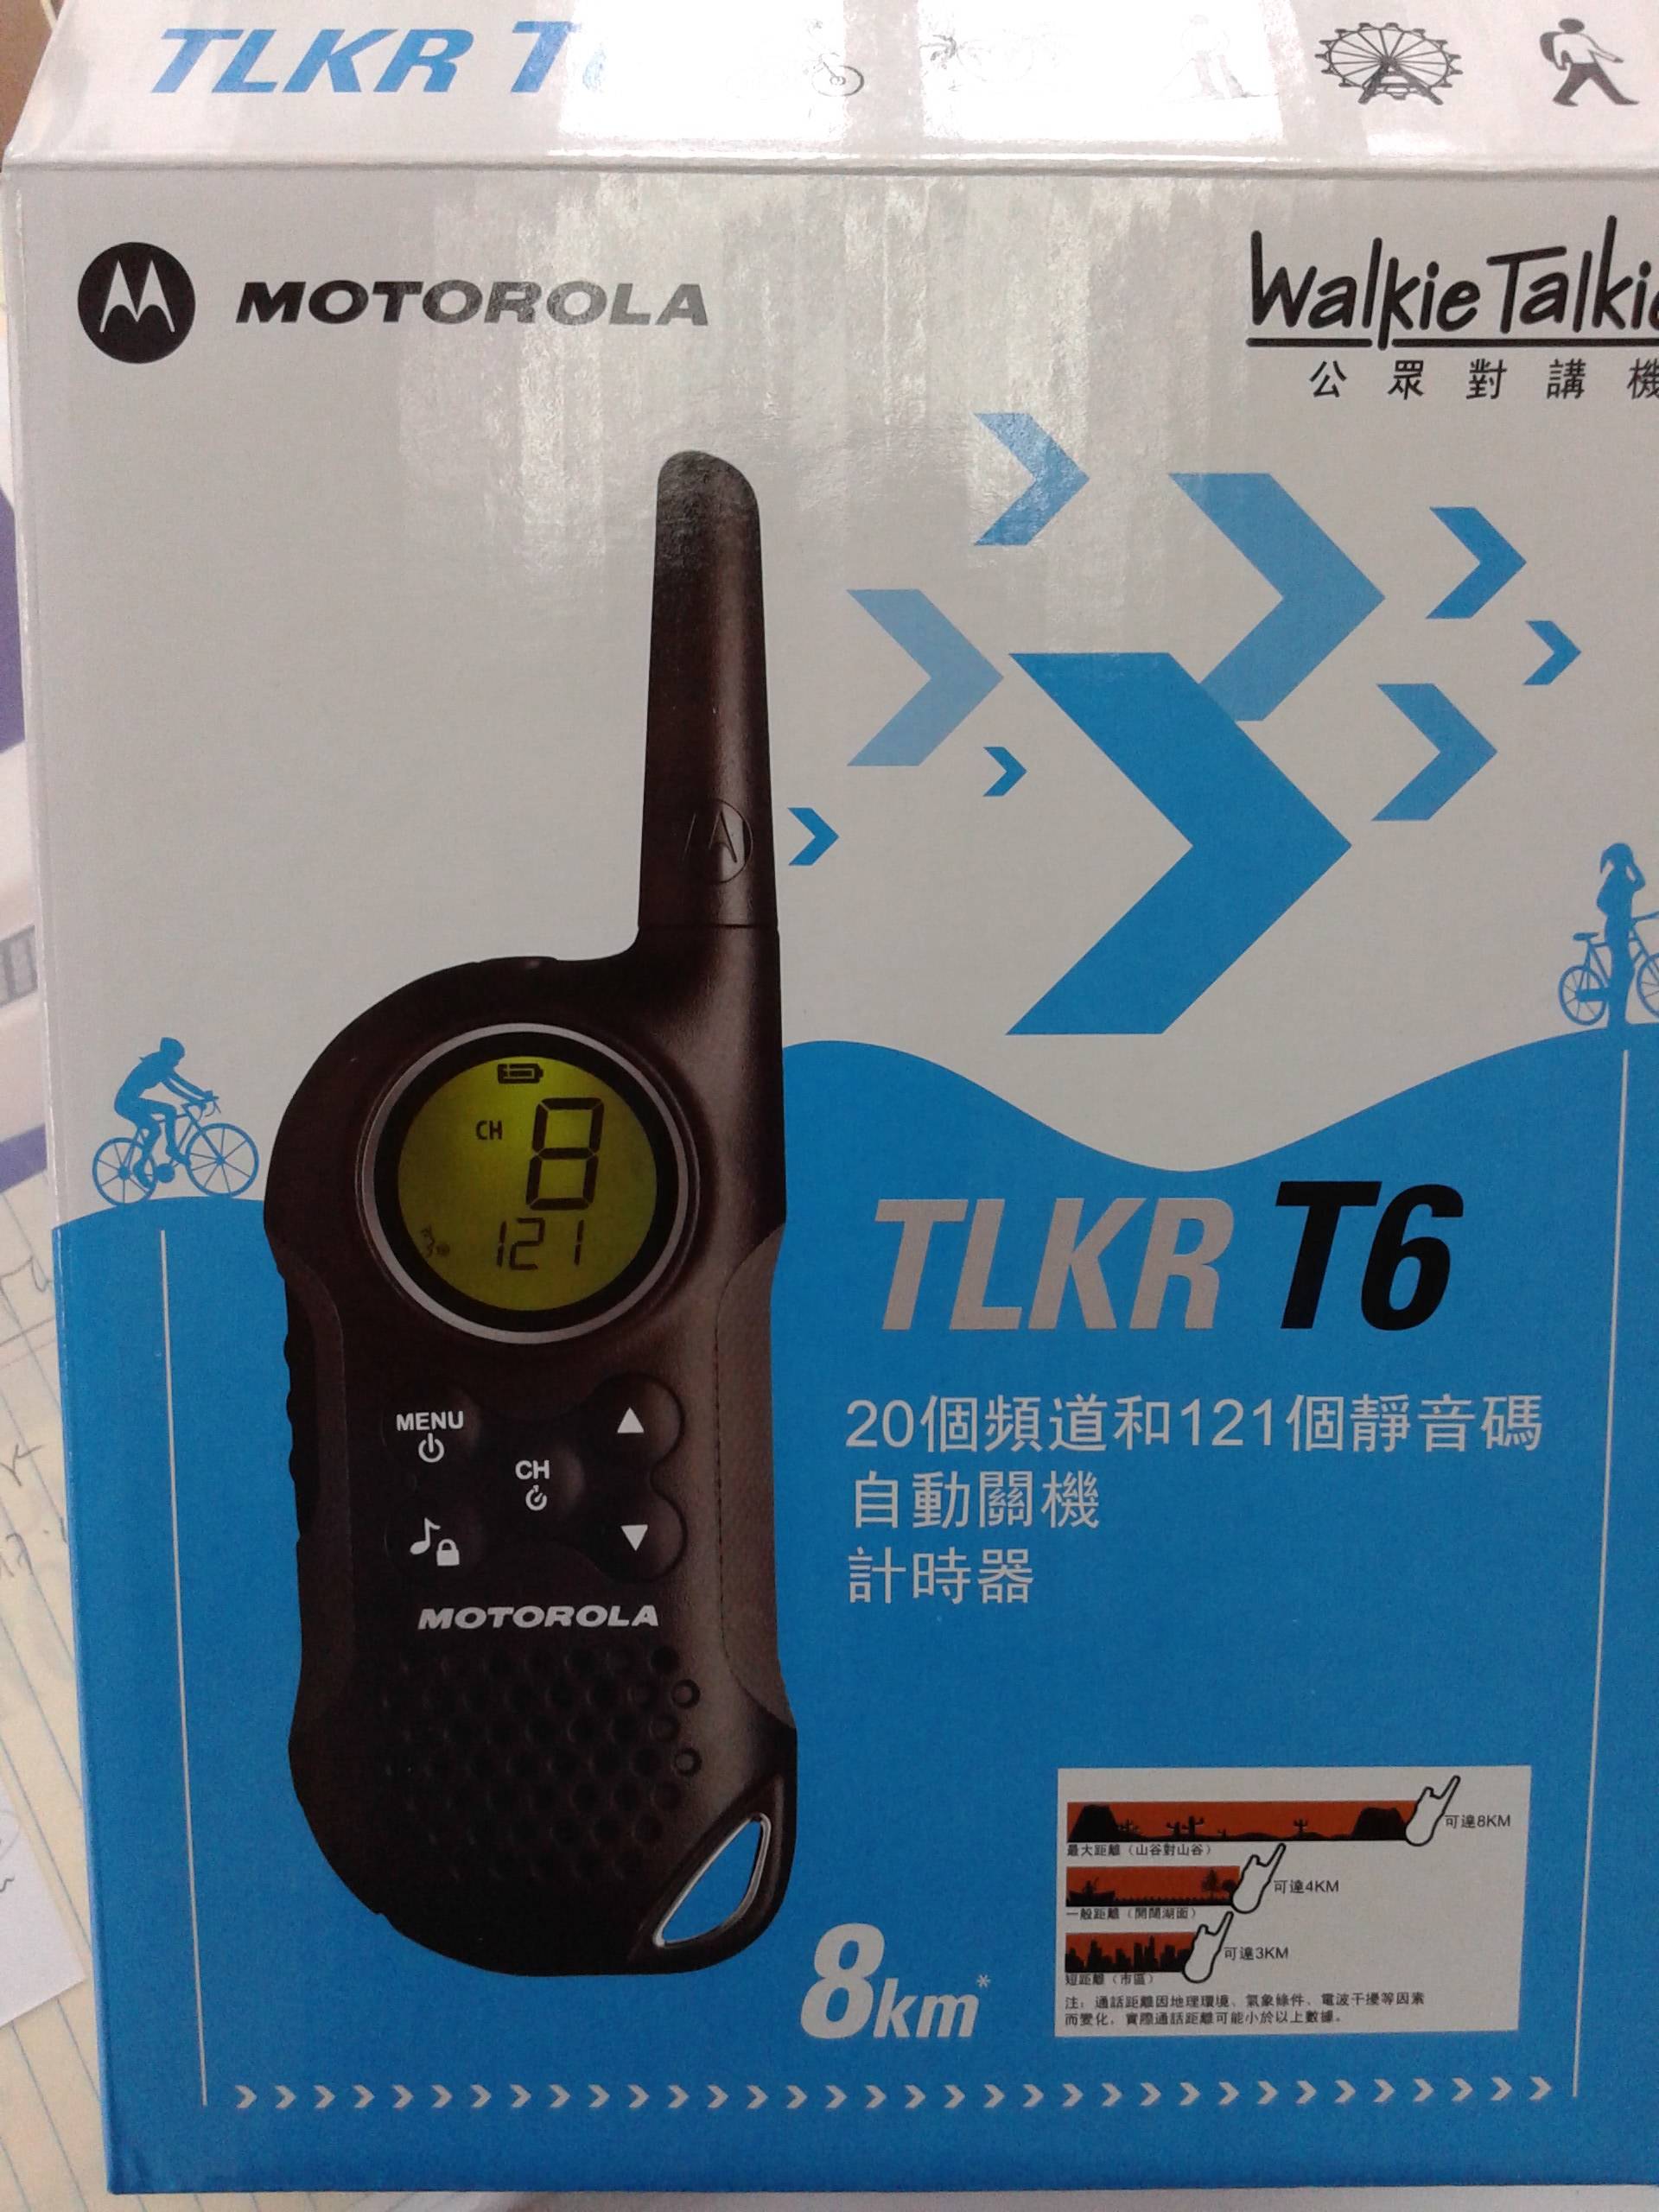 TLKR T6
MOTOROLA
Walkie Talkie
公眾對講機
CH 8
121
MENU
CH
MOTOROLA
TLKR T6
20個頻道和121個靜音碼
自動關機
計時器
可達8KM
最大距離（山谷對山谷）
可達4KM
一般距離（開闊湖面）
可達3KM
短距離（市區）
注：通話距離因地理環境、氣象條件、電波干擾等因素
而變化，實際通話距離可能小於以上數據。
8km*